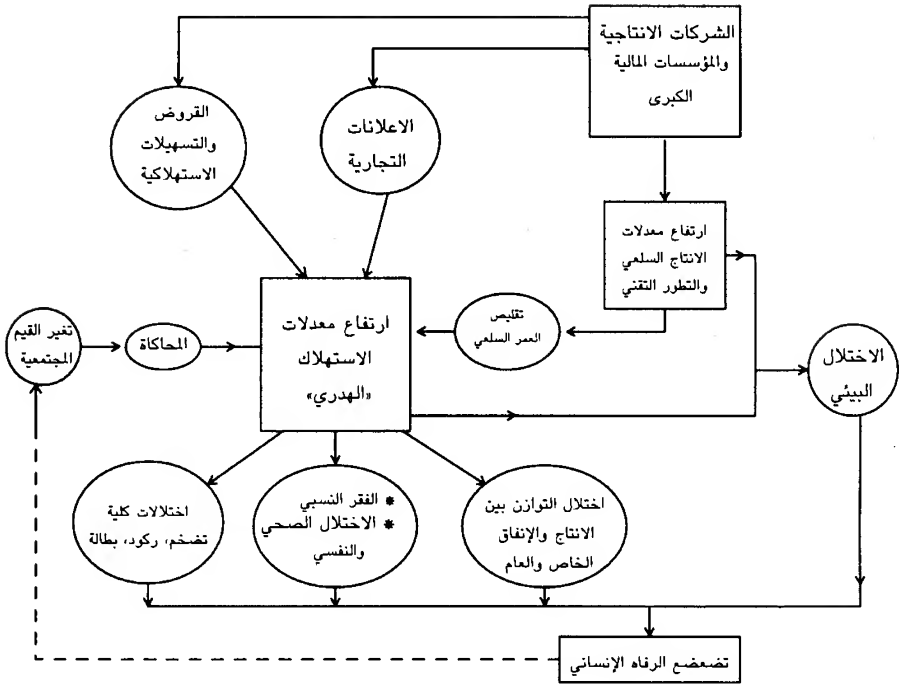 الشركات الانتاجية
والمؤسسات المالية
الكبرى
الاعلانات
التجارية
القروض
والتسهيلات
الاستهلاكية
ارتفاع معدلات
الانتاج السلعي
والتطور التقني
تقليص
العمر السلعي
ارتفاع معدلات
الاستهلاك
«الهدري»
المحاكاة
تغير القيم
المجتمعية
الاختلال
البيئي
اختلال التوازن بين
الانتاج والإنفاق
الخاص والعام
* الفقر النسبي
* الاختلال الصحي
والنفسي
اختلالات كلية
تضخم، ركود، بطالة
تضعضع الرفاه الإنساني